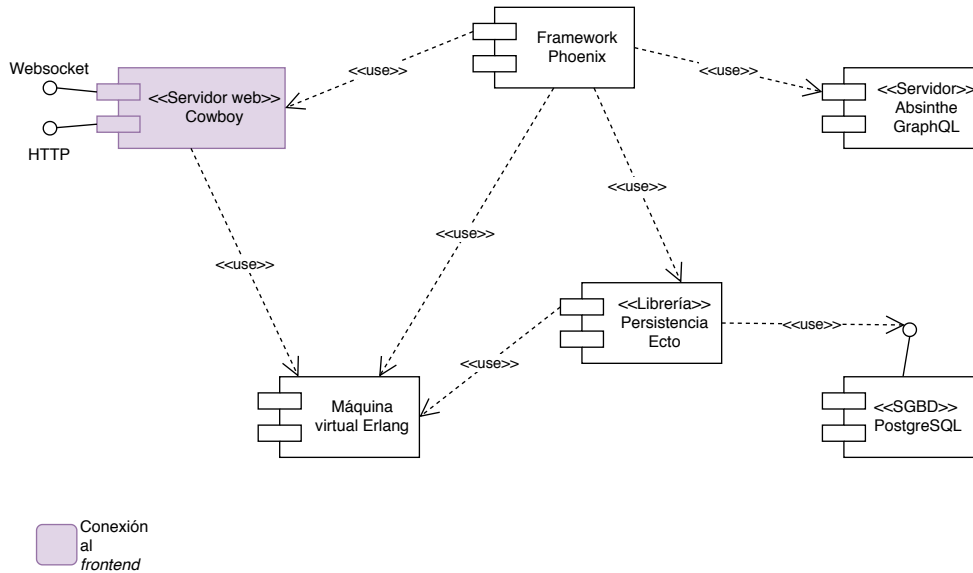 Framework
Phoenix
<<use>>
<<use>>
Websocket
HTTP
<<Servidor web>>
Cowboy
<<Servidor>>
Absinthe
GraphQL
<<use>>
<<use>>
<<use>>
<<Librería>>
Persistencia
Ecto
<<use>>
<<use>>
Máquina
virtual Erlang
<<SGBD>>
PostgreSQL
Conexión
al
frontend